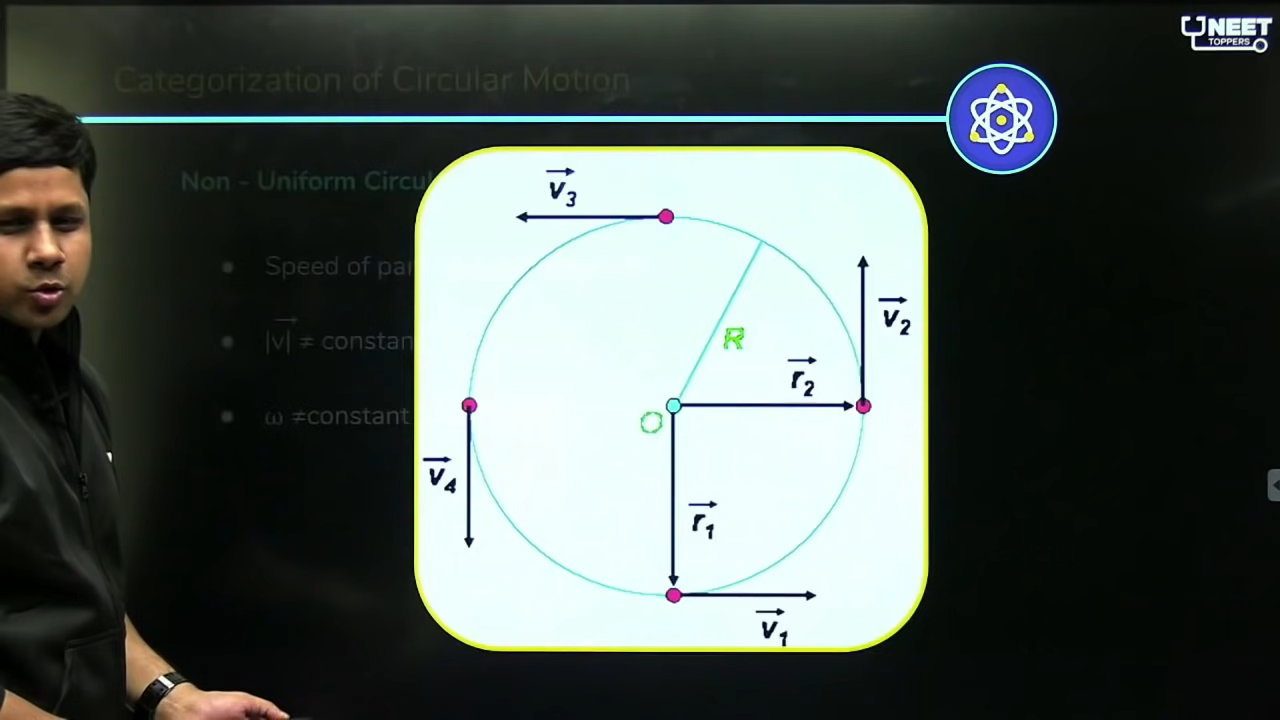 UNEET
TOPPERS
Categorization of Circular Motion
Non - Uniform Circul
v₃
Speed of par
v₂
|v| ≠ constan
R
r₂
ω ≠constant
O
v₄
r₁
v₁